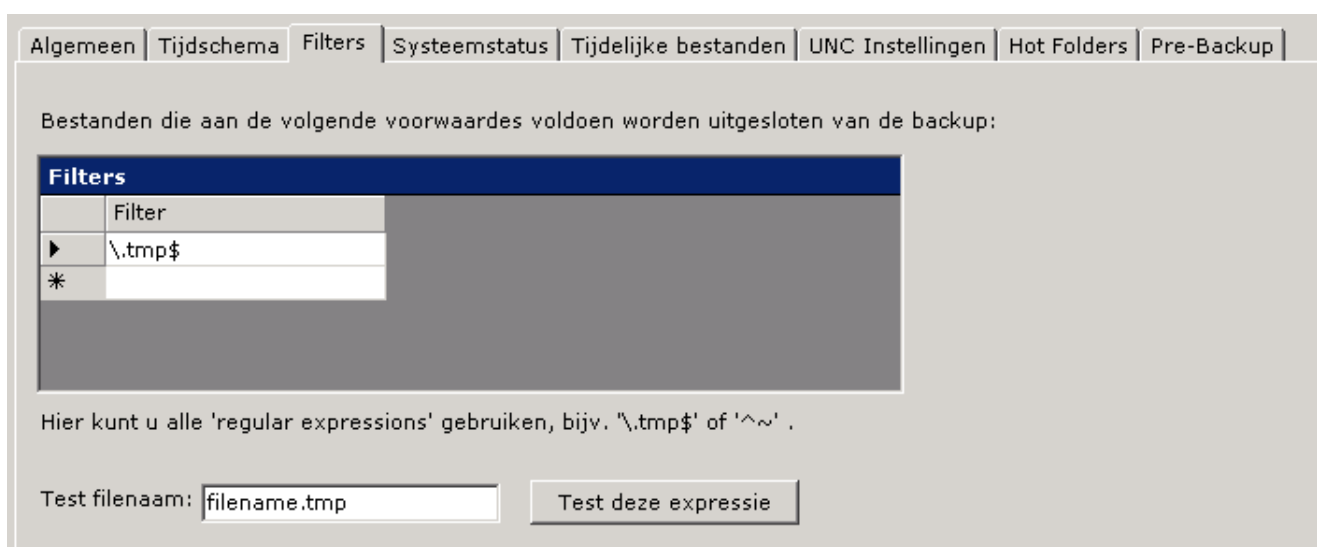 Algemeen Tijdschema Filters Systeemstatus Tijdelijke bestanden UNC Instellingen Hot Folders Pre-Backup
Bestanden die aan de volgende voorwaardes voldoen worden uitgesloten van de backup:
Filters
Filter
\.tmp$
*
Hier kunt u alle 'regular expressions' gebruiken, bijv. '\.tmp$' of '^~' .
Test filenaam: filename.tmp Test deze expressie